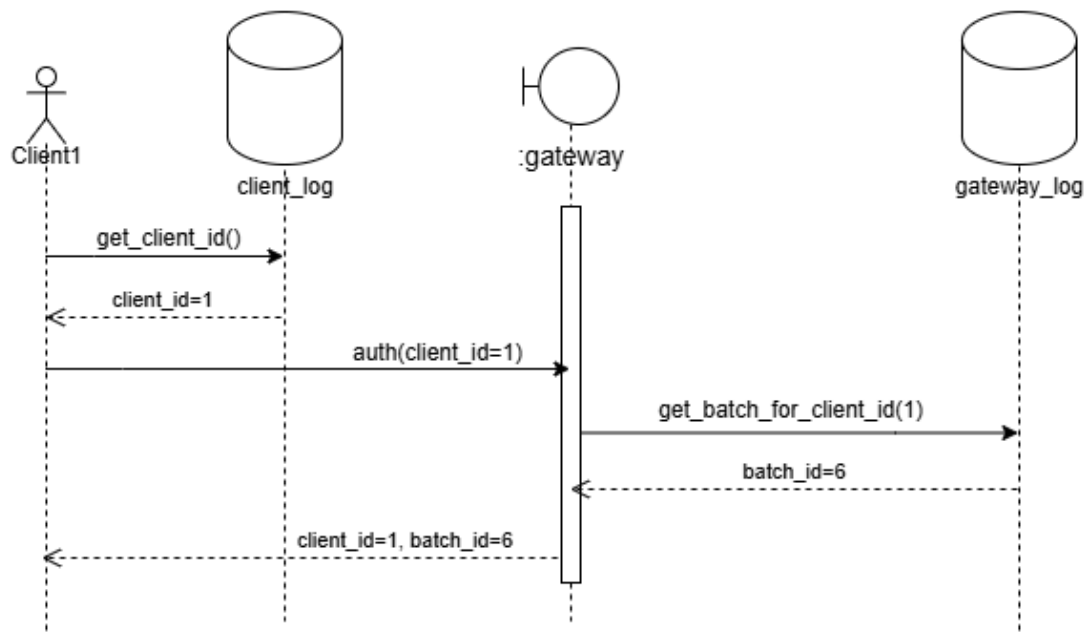 Client1
client_log
:gateway
gateway_log
get_client_id()
client_id=1
auth(client_id=1)
get_batch_for_client_id(1)
batch_id=6
client_id=1, batch_id=6